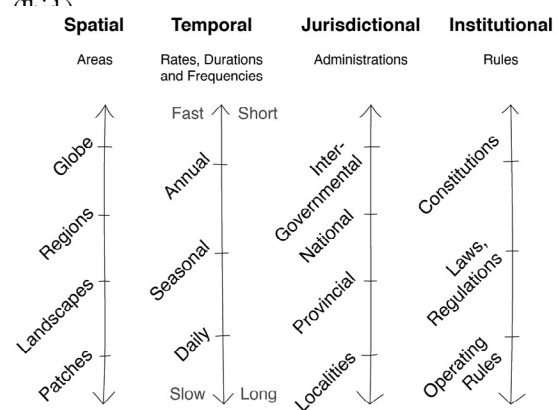 Spatial
Areas
Globe
Regions
Landscapes
Patches
Temporal
Rates, Durations
and Frequencies
Fast
Short
Annual
Seasonal
Daily
Slow
Long
Jurisdictional
Administrations
Inter-
Governmental
National
Provincial
Localities
Institutional
Rules
Constitutions
Laws,
Regulations
Operating
Rules